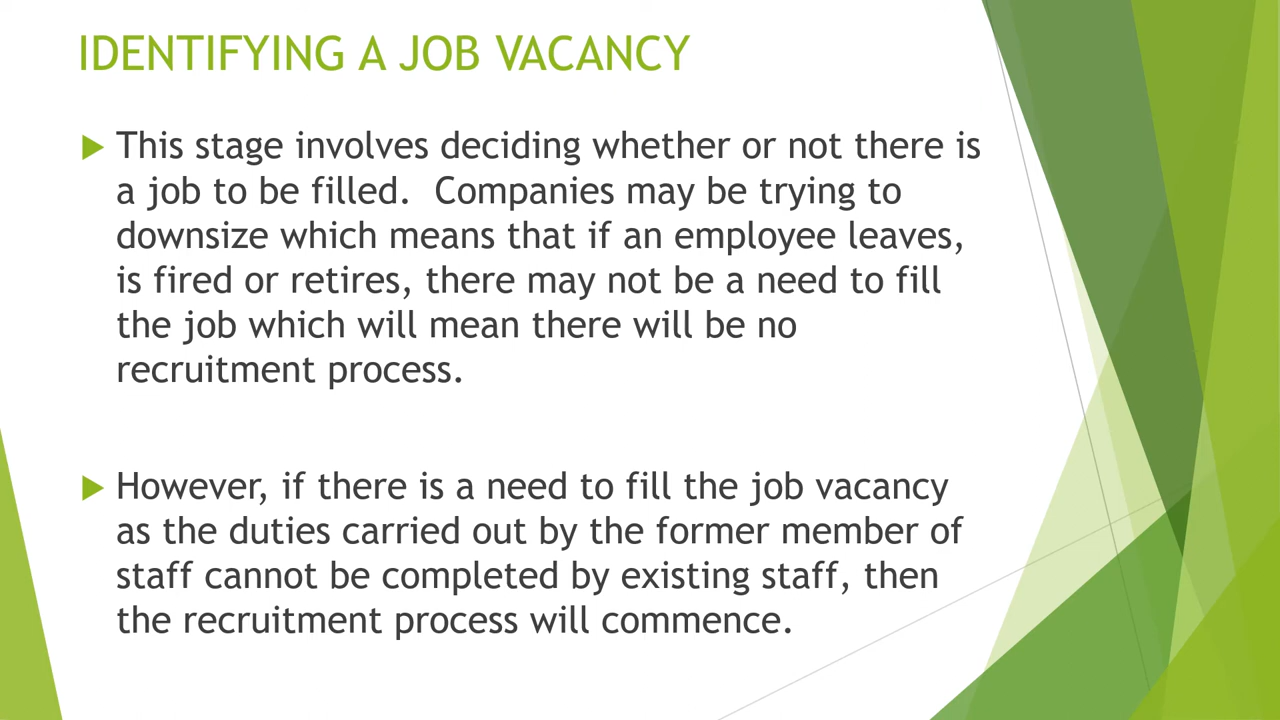 IDENTIFYING A JOB VACANCY
This stage involves deciding whether or not there is
a job to be filled.  Companies may be trying to
downsize which means that if an employee leaves,
is fired or retires, there may not be a need to fill
the job which will mean there will be no
recruitment process.
However, if there is a need to fill the job vacancy
as the duties carried out by the former member of
staff cannot be completed by existing staff, then
the recruitment process will commence.